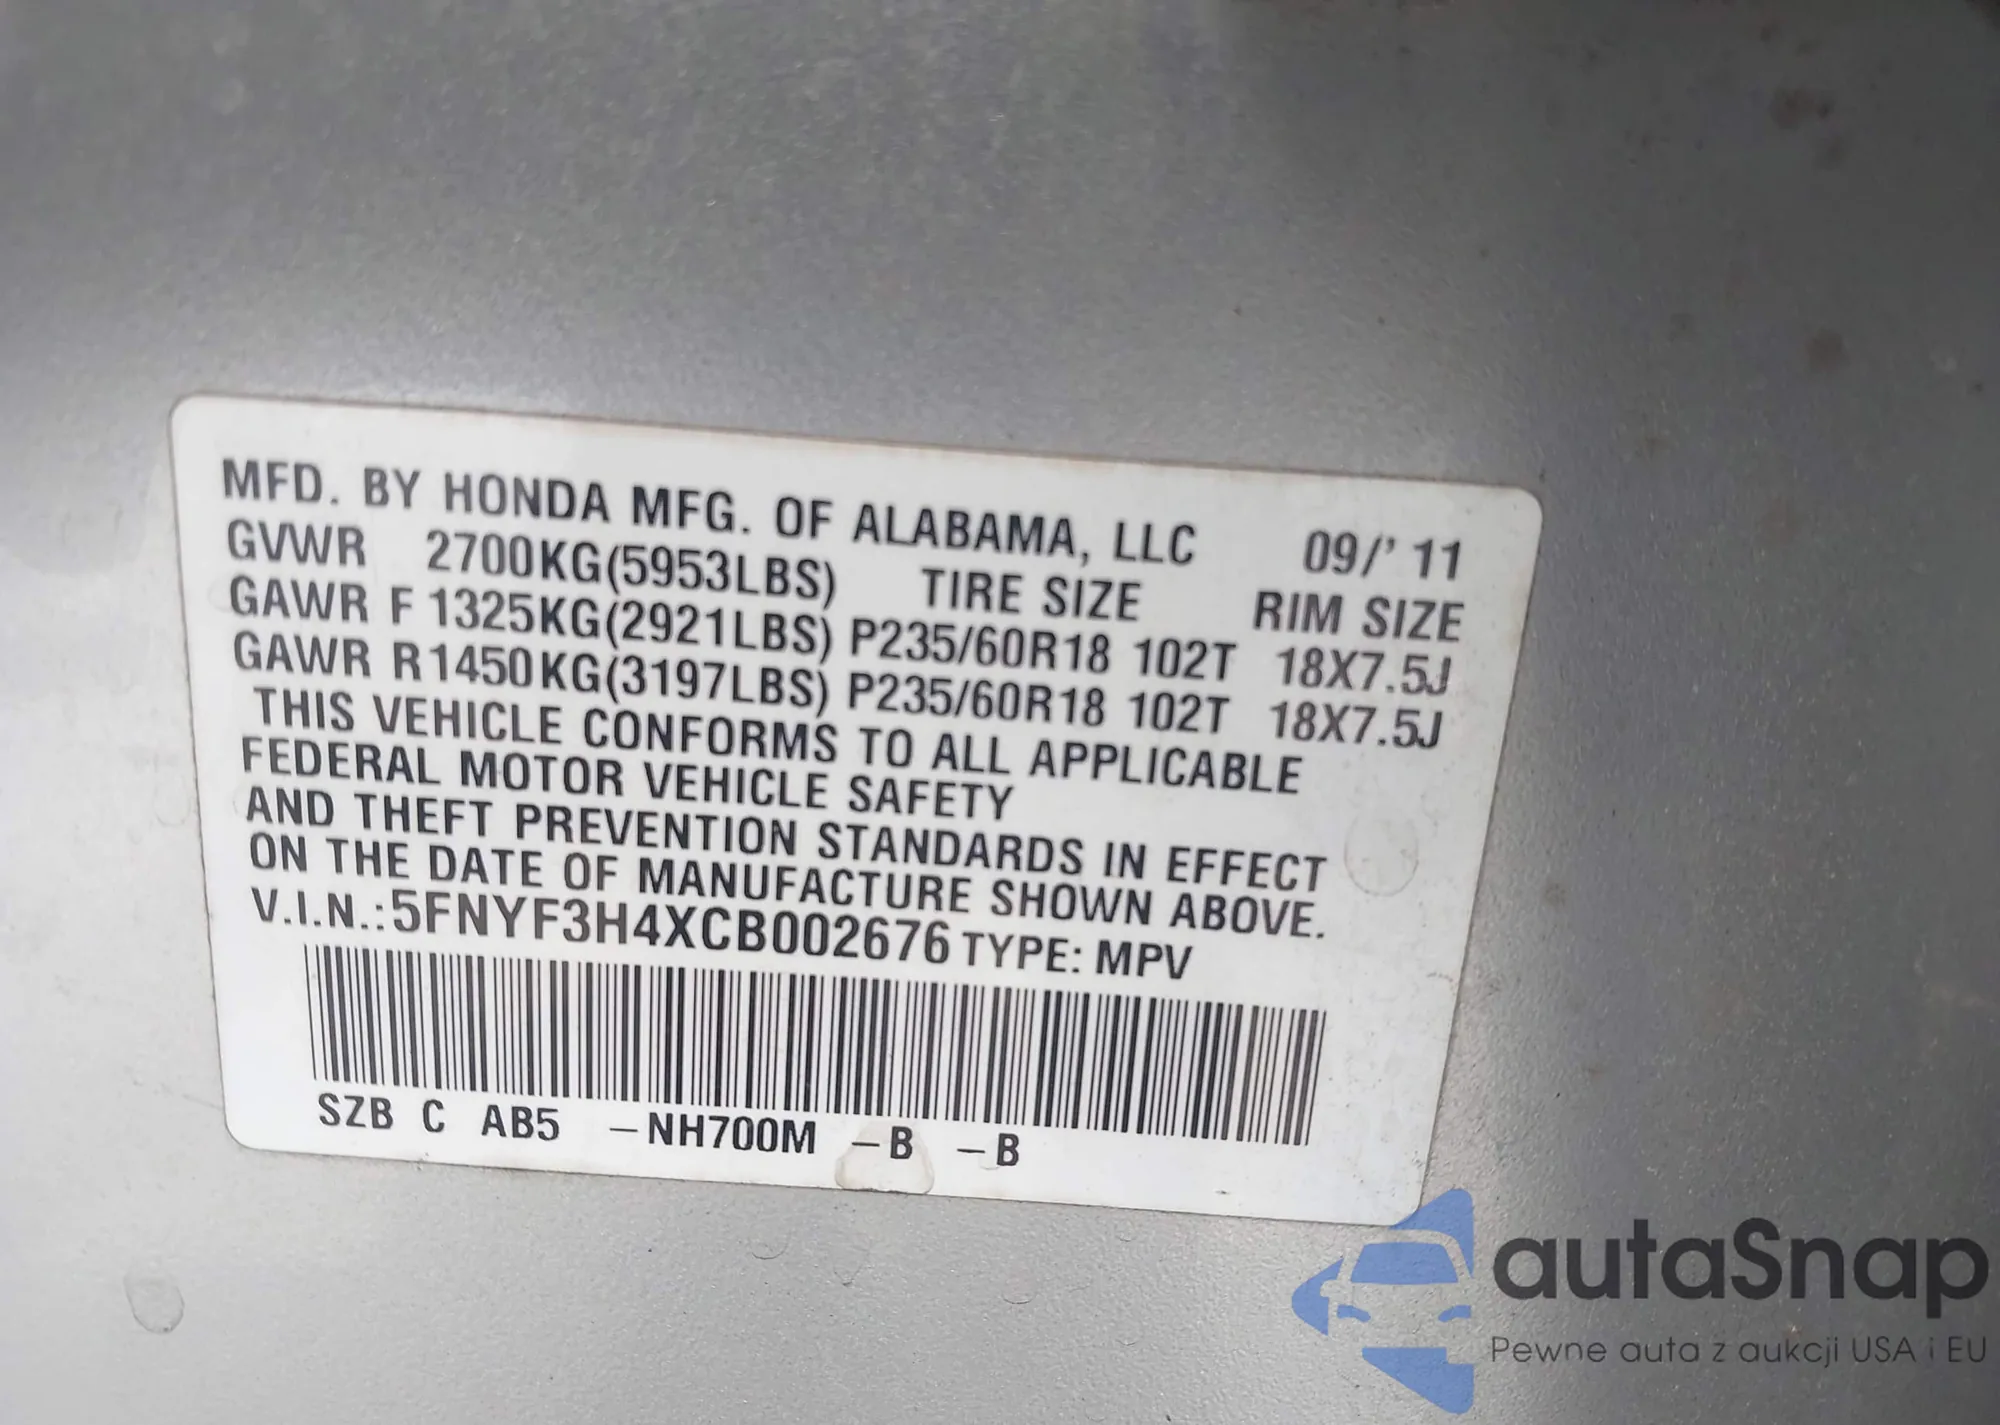 MFD. BY HONDA MFG. OF ALABAMA, LLC 09/' 11
GVWR 2700KG(5953LBS) TIRE SIZE RIM SIZE
GAWR F 1325KG(2921LBS) P235/60R18 102T 18X7.5J
GAWR R 1450KG(3197LBS) P235/60R18 102T 18X7.5J
THIS VEHICLE CONFORMS TO ALL APPLICABLE
FEDERAL MOTOR VEHICLE SAFETY
AND THEFT PREVENTION STANDARDS IN EFFECT
ON THE DATE OF MANUFACTURE SHOWN ABOVE.
V.I.N.:5FNYF3H4XCB002676 TYPE: MPV
SZB C AB5 –NH700M –B –B
autaSnap
Pewne auta z aukcji USA i EU